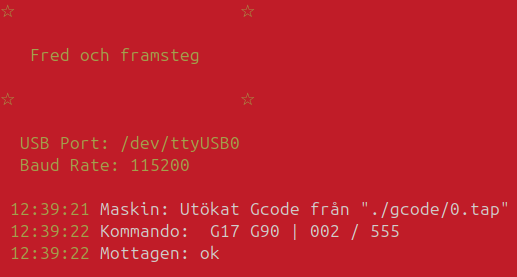 ☆ ☆
Fred och framsteg
☆ ☆
USB Port: /dev/ttyUSB0
Baud Rate: 115200
12:39:21 Maskin: Utökat Gcode från "./gcode/0.tap"
12:39:22 Kommando: G17 G90 | 002 / 555
12:39:22 Mottagen: ok